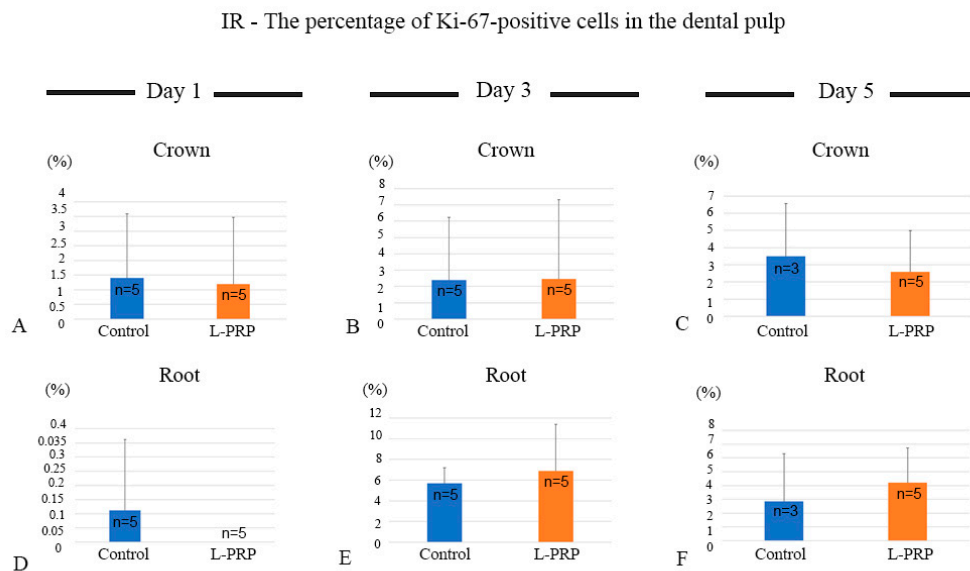 IR - The percentage of Ki-67-positive cells in the dental pulp
Day 1
Day 3
Day 5
Crown
(%)
4
3.5
3
2.5
2
1.5
1
0.5
0
n=5
n=5
Control
L-PRP
A
Crown
(%)
8
7
6
5
4
3
2
1
0
n=5
n=5
Control
L-PRP
B
Crown
(%)
7
6
5
4
3
2
1
0
n=3
n=5
Control
L-PRP
C
Root
(%)
0.4
0.035
0.3
0.25
0.2
0.15
0.1
0.05
0
n=5
n=5
Control
L-PRP
D
Root
(%)
12
10
8
6
4
2
0
n=5
n=5
Control
L-PRP
E
Root
(%)
8
7
6
5
4
3
2
1
0
n=3
n=5
Control
L-PRP
F